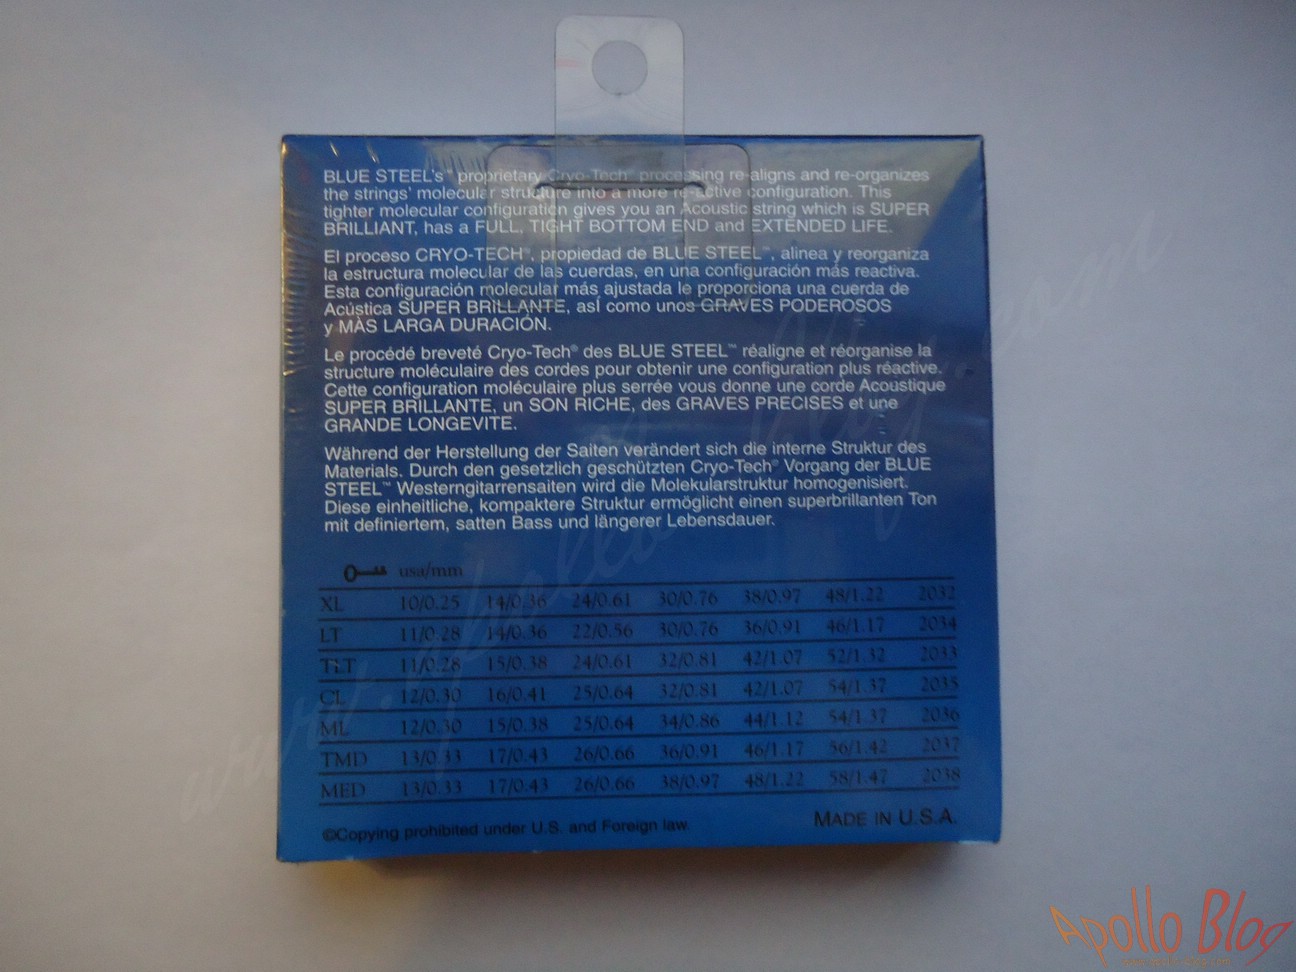 BLUE STEEL's™ proprietary Cryo-Tech® processing re-aligns and re-organizes
the strings' molecular structure into a more re-active configuration. This
tighter molecular configuration gives you an Acoustic string which is SUPER
BRILLIANT, has a FULL, TIGHT BOTTOM END and EXTENDED LIFE.
El proceso CRYO-TECH®, propiedad de BLUE STEEL™, alinea y reorganiza
la estructura molecular de las cuerdas, en una configuración más reactiva.
Esta configuración molecular más ajustada le proporciona una cuerda de
Acústica SUPER BRILLANTE, así como unos GRAVES PODEROSOS
y MÀS LARGA DURACIÓN.
Le procédé breveté Cryo-Tech® des BLUE STEEL™ réaligne et réorganise la
structure moléculaire des cordes pour obtenir une configuration plus réactive.
Cette configuration moléculaire plus serrée vous donne une corde Acoustique
SUPER BRILLANTE, un SON RICHE, des GRAVES PRECISES et une
GRANDE LONGEVITE.
Während der Herstellung der Saiten verändert sich die interne Struktur des
Materials. Durch den gesetzlich geschützten Cryo-Tech® Vorgang der BLUE
STEEL™ Westerngitarrensaiten wird die Molekularstruktur homogenisiert.
Diese einheitliche, kompaktere Struktur ermöglicht einen superbrillanten Ton
mit definiertem, satten Bass und längerer Lebensdauer.
usa/mm
XL 10/0.25 14/0.36 24/0.61 30/0.76 38/0.97 48/1.22 2032
LT 11/0.28 14/0.36 22/0.56 30/0.76 36/0.91 46/1.17 2034
TLT 11/0.28 15/0.38 24/0.61 32/0.81 42/1.07 52/1.32 2033
CL 12/0.30 16/0.41 25/0.64 32/0.81 42/1.07 54/1.37 2035
ML 12/0.30 15/0.38 25/0.64 34/0.86 44/1.12 54/1.37 2036
TMD 13/0.33 17/0.43 26/0.66 36/0.91 46/1.17 56/1.42 2037
MED 13/0.33 17/0.43 26/0.66 38/0.97 48/1.22 58/1.47 2038
©Copying prohibited under U.S. and Foreign law.
MADE IN U.S.A.
Apollo Blog